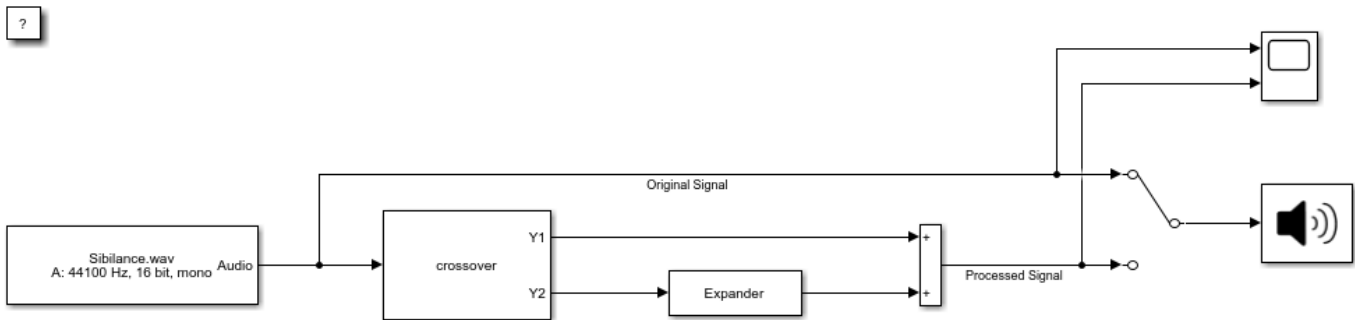 ?
Original Signal
Sibilance.wav
A: 44100 Hz, 16 bit, mono
Audio
crossover
Y1
Y2
Expander
+
+
Processed Signal